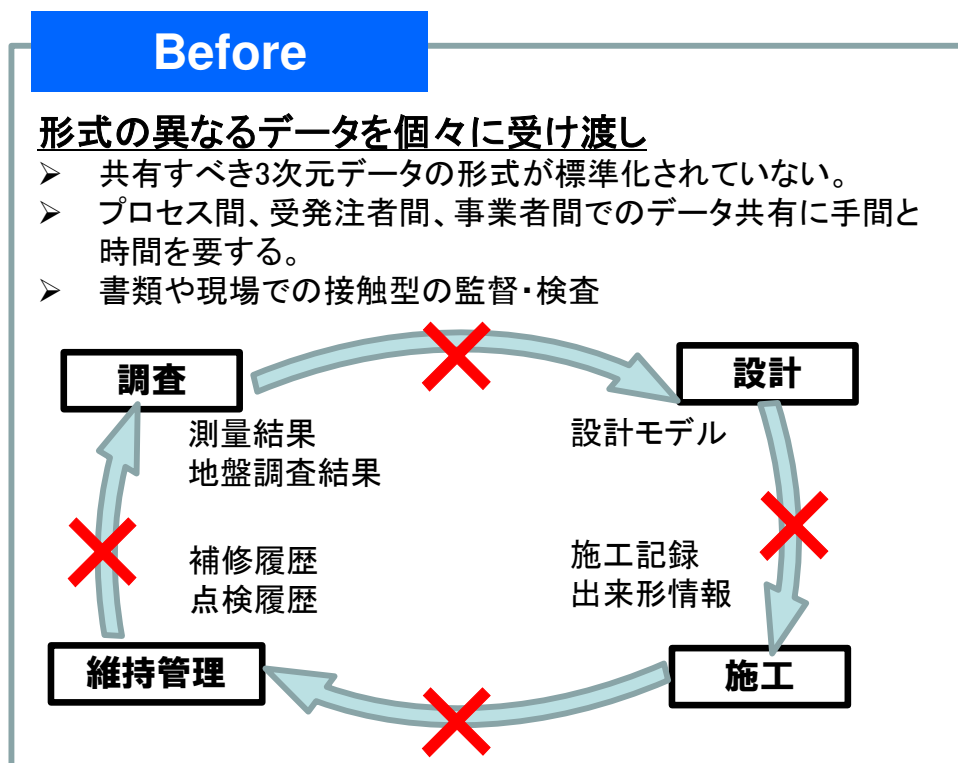 Before
形式の異なるデータを個々に受け渡し
➢ 共有すべき3次元データの形式が標準化されていない。
➢ プロセス間、受発注者間、事業者間でのデータ共有に手間と
時間を要する。
➢ 書類や現場での接触型の監督・検査
調査
設計
測量結果
地盤調査結果
設計モデル
補修履歴
点検履歴
施工記録
出来形情報
維持管理
施工